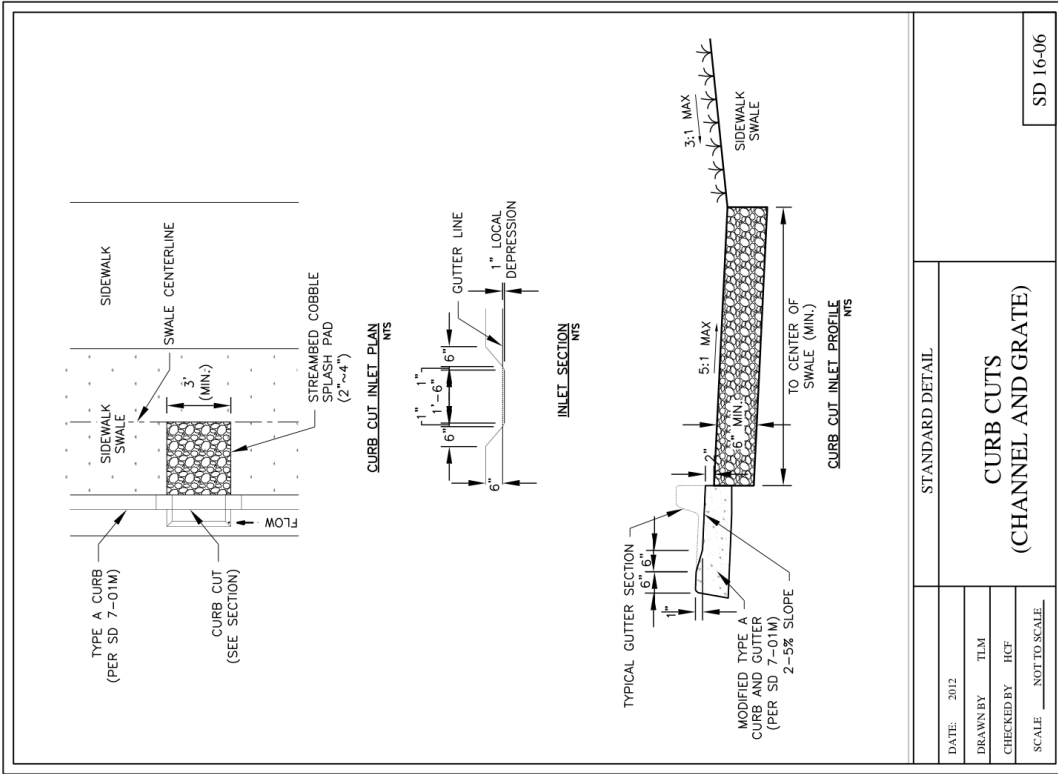 TYPE A CURB
(PER SD 7-01M)
CURB CUT
(SEE SECTION)
FLOW
SIDEWALK
SWALE
3'
(MIN.)
SIDEWALK
SWALE CENTERLINE
STREAMBED COBBLE
SPLASH PAD
(2"~4")
CURB CUT INLET PLAN
NTS
6"
6"
1"
1'-6"
1"
6"
GUTTER LINE
1" LOCAL
DEPRESSION
INLET SECTION
NTS
TYPICAL GUTTER SECTION
6"
6"
1"
MODIFIED TYPE A
CURB AND GUTTER
(PER SD 7-01M)
2-5% SLOPE
2"
6" MIN.
5:1 MAX
3:1 MAX
SIDEWALK
SWALE
TO CENTER OF
SWALE (MIN.)
CURB CUT INLET PROFILE
NTS
DATE: 2012
DRAWN BY TLM
CHECKED BY HCF
SCALE NOT TO SCALE
STANDARD DETAIL
CURB CUTS
(CHANNEL AND GRATE)
SD 16-06